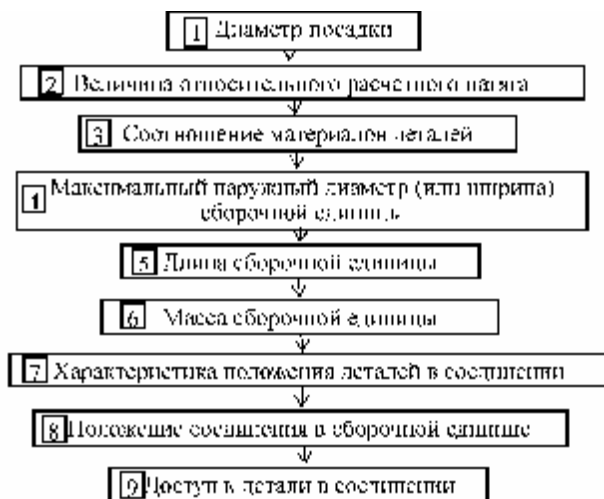 1 Диаметр посадки
2 Величина относительного расчетного натяга
3 Соотношение материалов деталей
4 Максимальный наружный диаметр (или ширина)
сборочной единицы
5 Длина сборочной единицы
6 Масса сборочной единицы
7 Характеристика положения деталей в соединении
8 Положение соединения в сборочной единице
9 Доступ к детали в соединении